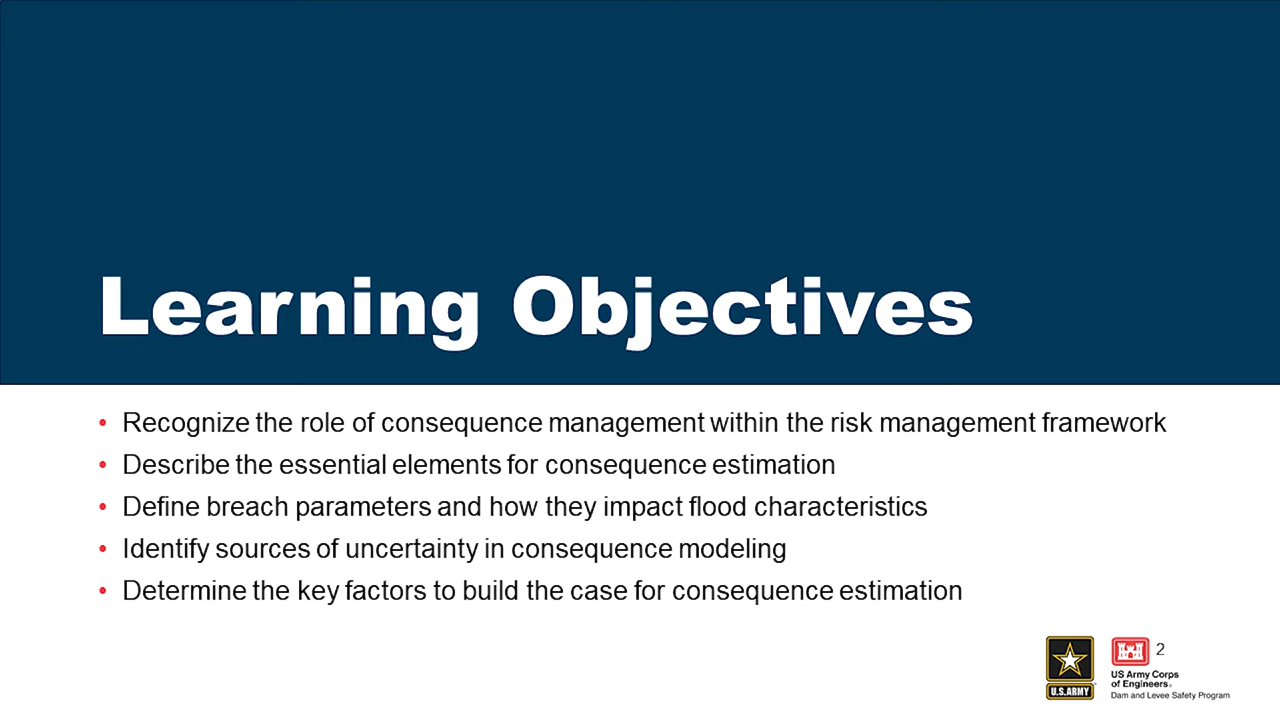 Learning Objectives
• Recognize the role of consequence management within the risk management framework
• Describe the essential elements for consequence estimation
• Define breach parameters and how they impact flood characteristics
• Identify sources of uncertainty in consequence modeling
• Determine the key factors to build the case for consequence estimation
2
U.S.ARMY
US Army Corps
of Engineers®
Dam and Levee Safety Program